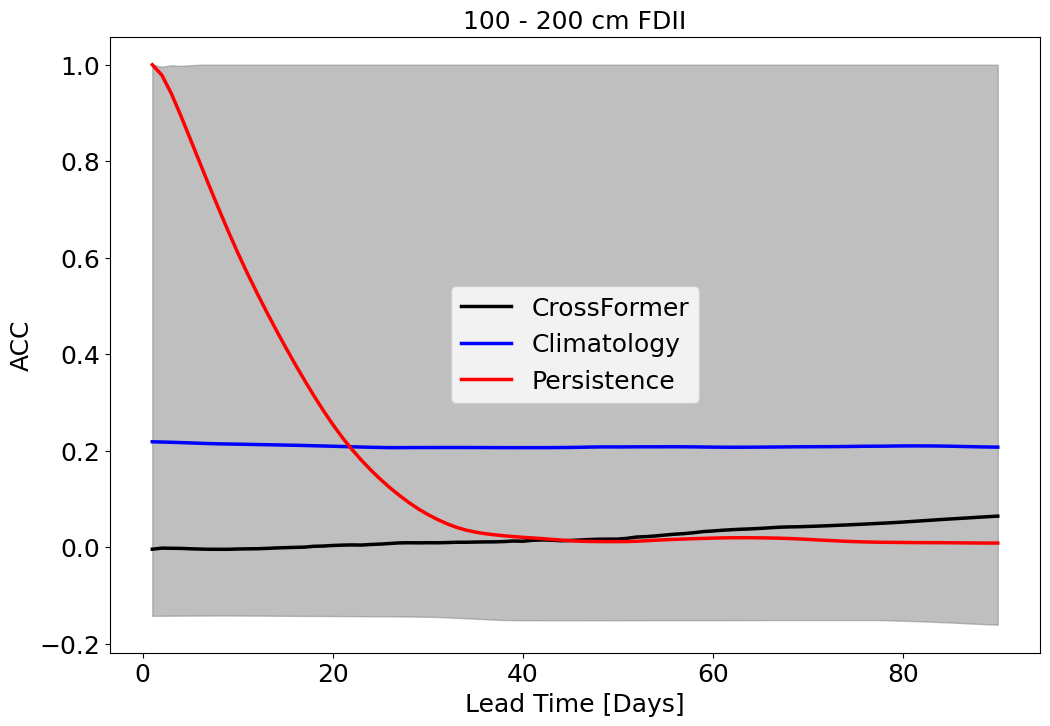 100 - 200 cm FDII
ACC
1.0
0.8
0.6
0.4
0.2
0.0
−0.2
CrossFormer
Climatology
Persistence
0 20 40 60 80
Lead Time [Days]